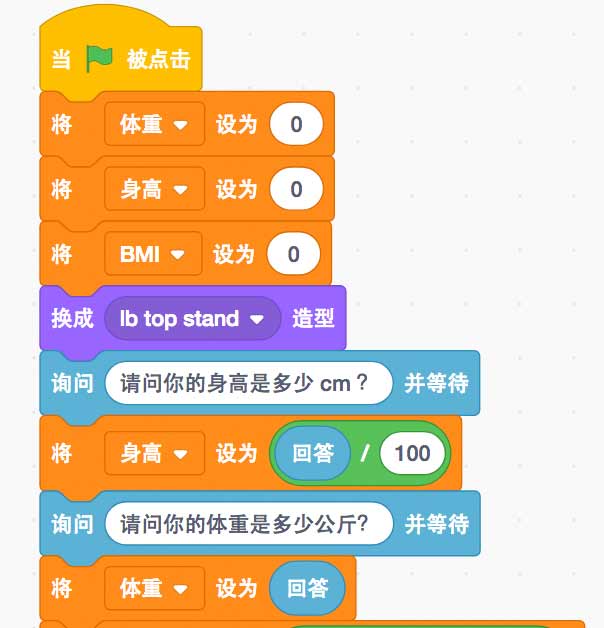 当 被点击
将 体重 设为 0
将 身高 设为 0
将 BMI 设为 0
换成 lb top stand 造型
询问 请问你的身高是多少 cm？ 并等待
将 身高 设为 回答 / 100
询问 请问你的体重是多少公斤？ 并等待
将 体重 设为 回答